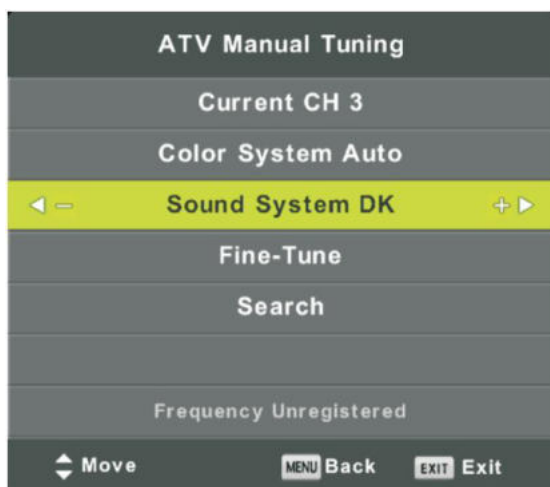 ATV Manual Tuning
Current CH 3
Color System Auto
Sound System DK
Fine-Tune
Search
Frequency Unregistered
Move MENU Back EXIT Exit